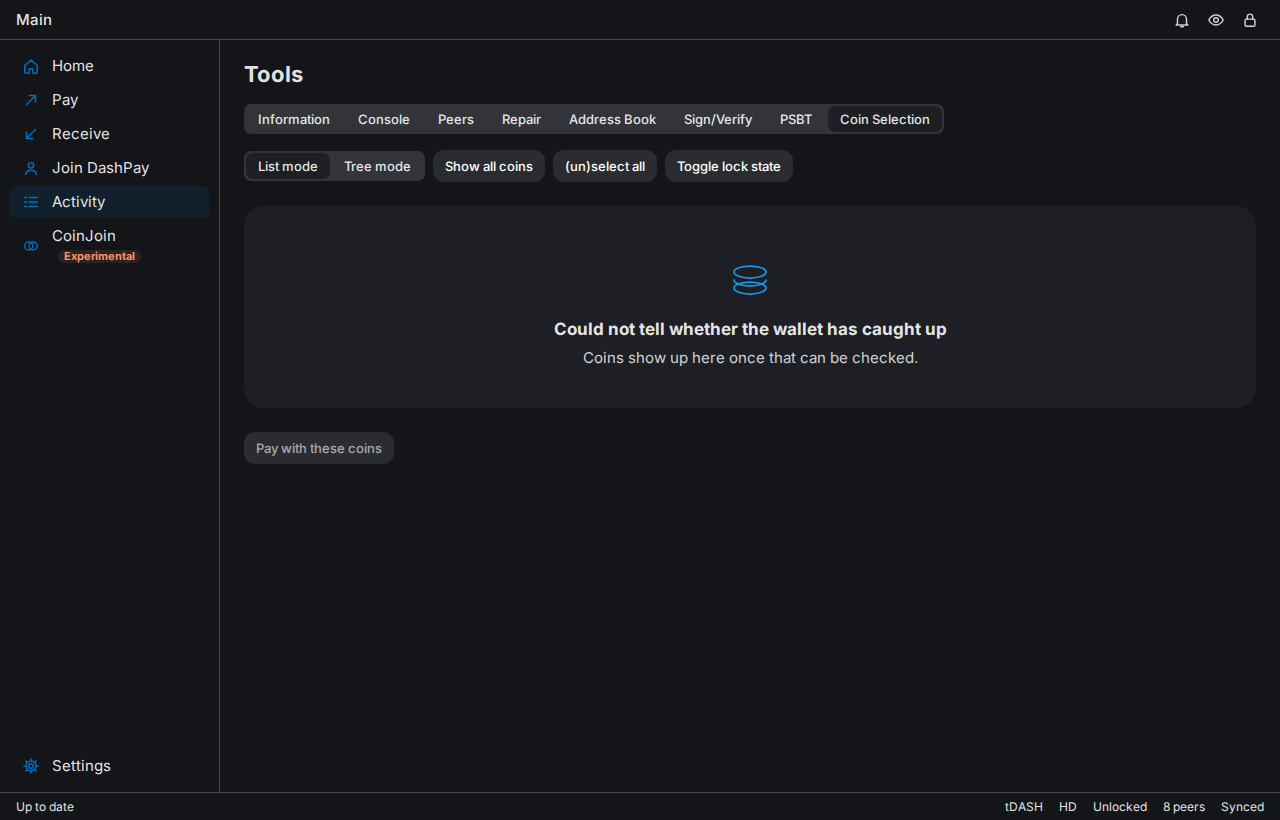 Main
Home
Pay
Receive
Join DashPay
Activity
CoinJoin
Experimental
Settings
Tools
Information Console Peers Repair Address Book Sign/Verify PSBT Coin Selection
List mode Tree mode Show all coins (un)select all Toggle lock state
Could not tell whether the wallet has caught up
Coins show up here once that can be checked.
Pay with these coins
Up to date tDASH HD Unlocked 8 peers Synced